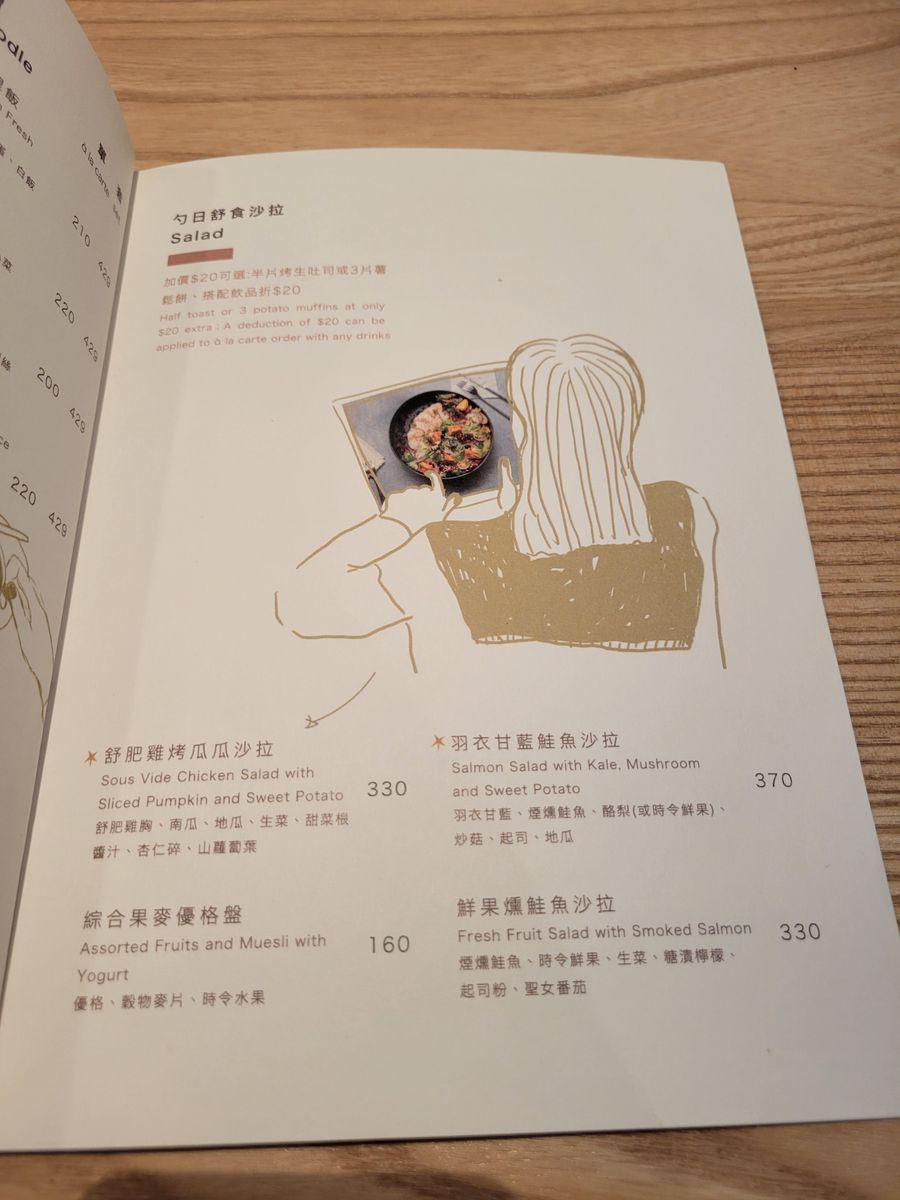 odle
飯
Fresh
、白飯
單
à la carte
Set
210 429
菜
220 429
絲
200 429
ce
220 429
勺日舒食沙拉
Salad
加價$20可選:半片烤生吐司或3片薯
鬆餅、搭配飲品折$20
Half toast or 3 potato muffins at only
$20 extra ; A deduction of $20 can be
applied to à la carte order with any drinks
舒肥雞烤瓜瓜沙拉
Sous Vide Chicken Salad with
Sliced Pumpkin and Sweet Potato 330
舒肥雞胸、南瓜、地瓜、生菜、甜菜根
醬汁、杏仁碎、山蘿蔔葉
羽衣甘藍鮭魚沙拉
Salmon Salad with Kale, Mushroom
and Sweet Potato 370
羽衣甘藍、煙燻鮭魚、酪梨(或時令鮮果)、
炒菇、起司、地瓜
綜合果麥優格盤
Assorted Fruits and Muesli with 160
Yogurt
優格、穀物麥片、時令水果
鮮果燻鮭魚沙拉
Fresh Fruit Salad with Smoked Salmon 330
煙燻鮭魚、時令鮮果、生菜、糖漬檸檬、
起司粉、聖女番茄